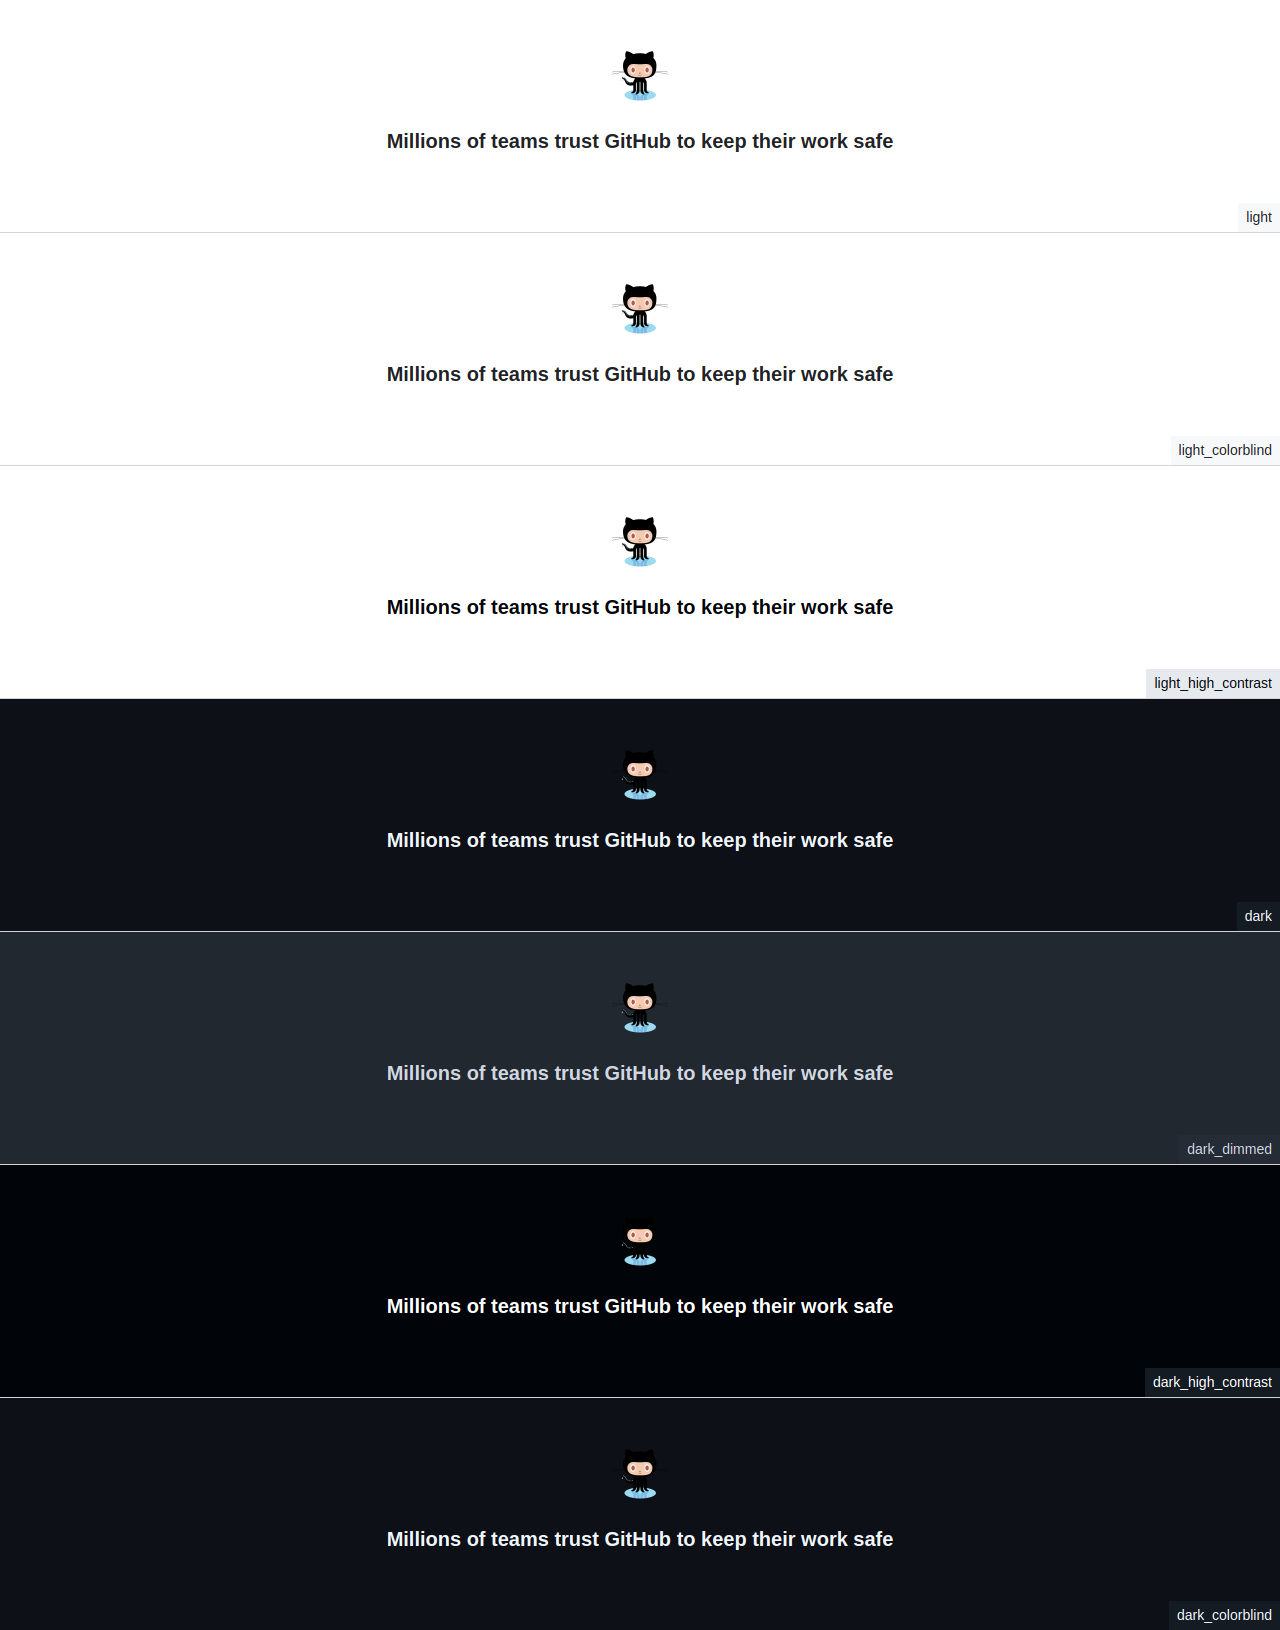 Millions of teams trust GitHub to keep their work safe
light
Millions of teams trust GitHub to keep their work safe
light_colorblind
Millions of teams trust GitHub to keep their work safe
light_high_contrast
Millions of teams trust GitHub to keep their work safe
dark
Millions of teams trust GitHub to keep their work safe
dark_dimmed
Millions of teams trust GitHub to keep their work safe
dark_high_contrast
Millions of teams trust GitHub to keep their work safe
dark_colorblind